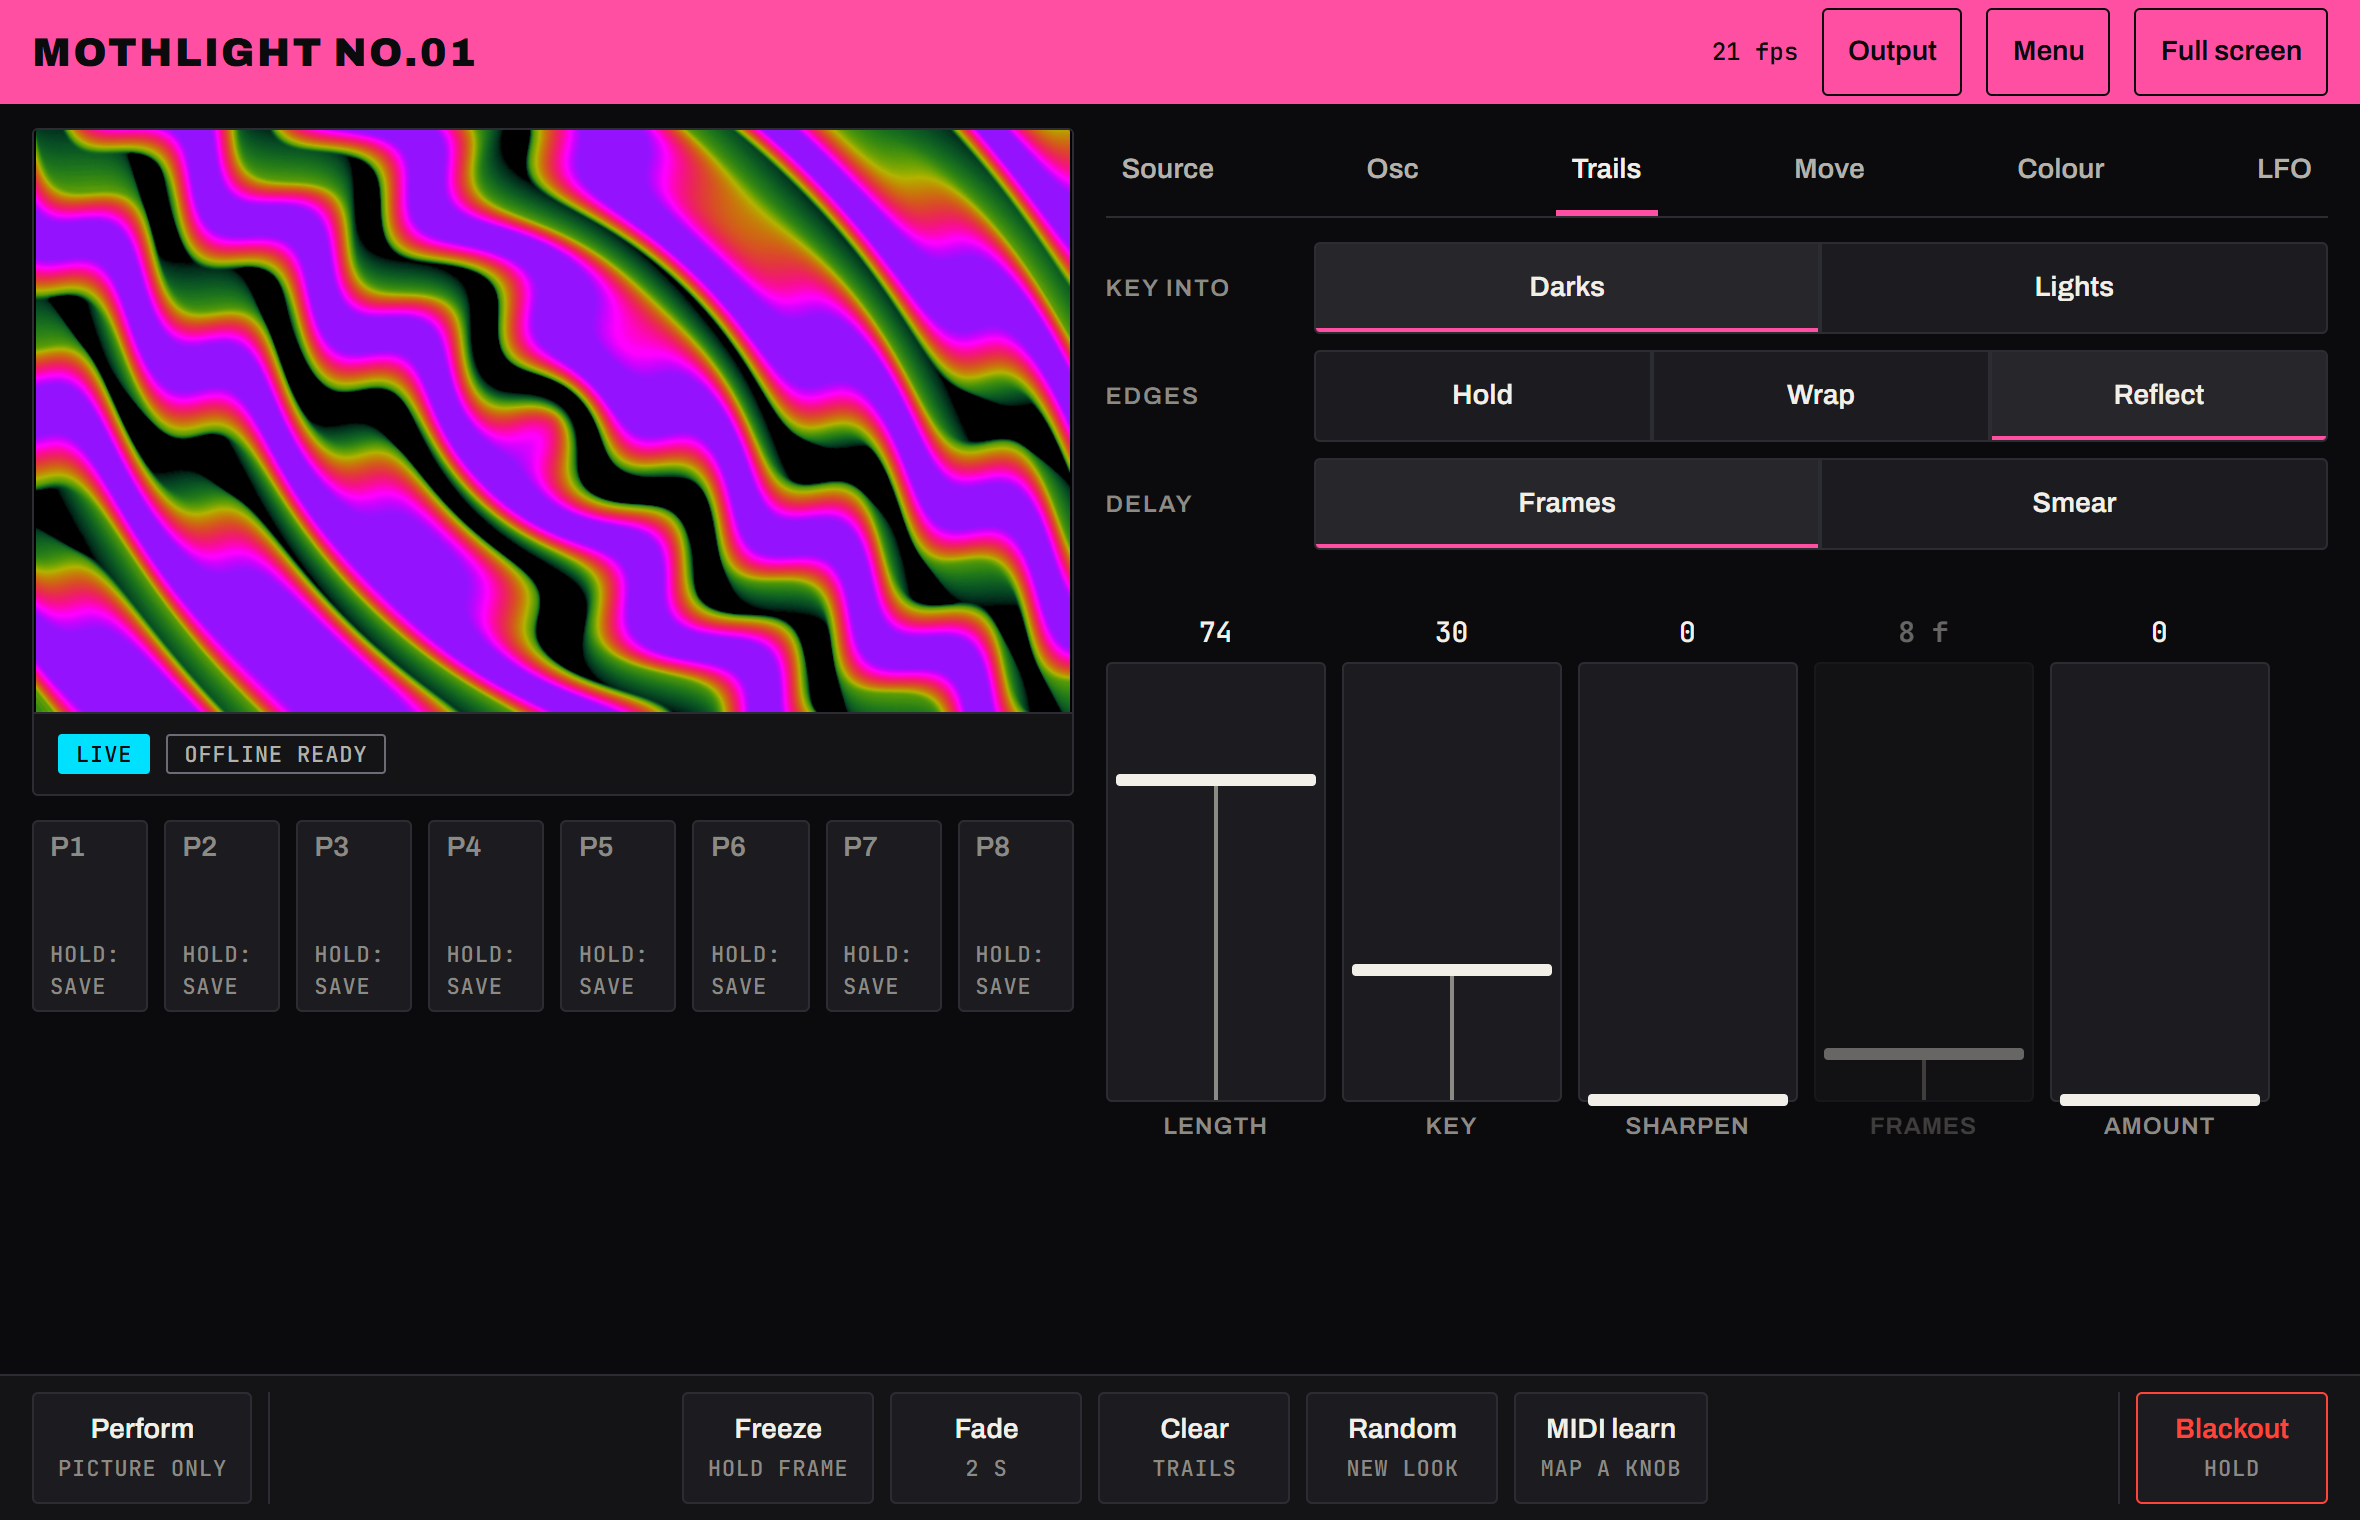 MOTHLIGHT NO.01
21 fps
Output
Menu
Full screen
Source
Osc
Trails
Move
Colour
LFO
KEY INTO
Darks
Lights
EDGES
Hold
Wrap
Reflect
DELAY
Frames
Smear
74
30
0
8 f
0
LENGTH
KEY
SHARPEN
FRAMES
AMOUNT
LIVE
OFFLINE READY
P1
HOLD:
SAVE
P2
HOLD:
SAVE
P3
HOLD:
SAVE
P4
HOLD:
SAVE
P5
HOLD:
SAVE
P6
HOLD:
SAVE
P7
HOLD:
SAVE
P8
HOLD:
SAVE
Perform
PICTURE ONLY
Freeze
HOLD FRAME
Fade
2 S
Clear
TRAILS
Random
NEW LOOK
MIDI learn
MAP A KNOB
Blackout
HOLD